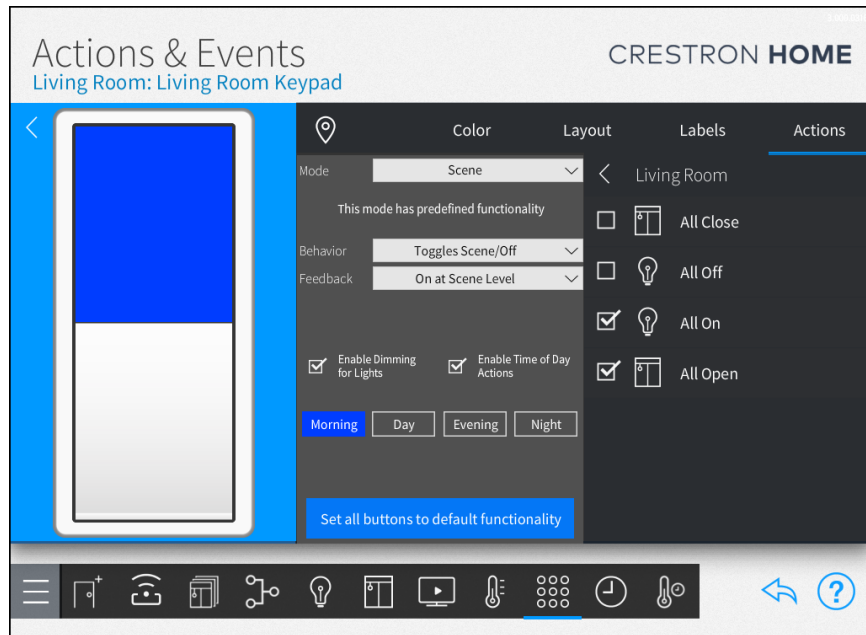 Actions & Events
CRESTRON HOME
Living Room: Living Room Keypad
Color
Layout
Labels
Actions
Mode
Scene
This mode has predefined functionality
Behavior
Toggles Scene/Off
Feedback
On at Scene Level
Enable Dimming
for Lights
Enable Time of Day
Actions
Morning
Day
Evening
Night
Set all buttons to default functionality
Living Room
All Close
All Off
All On
All Open
?